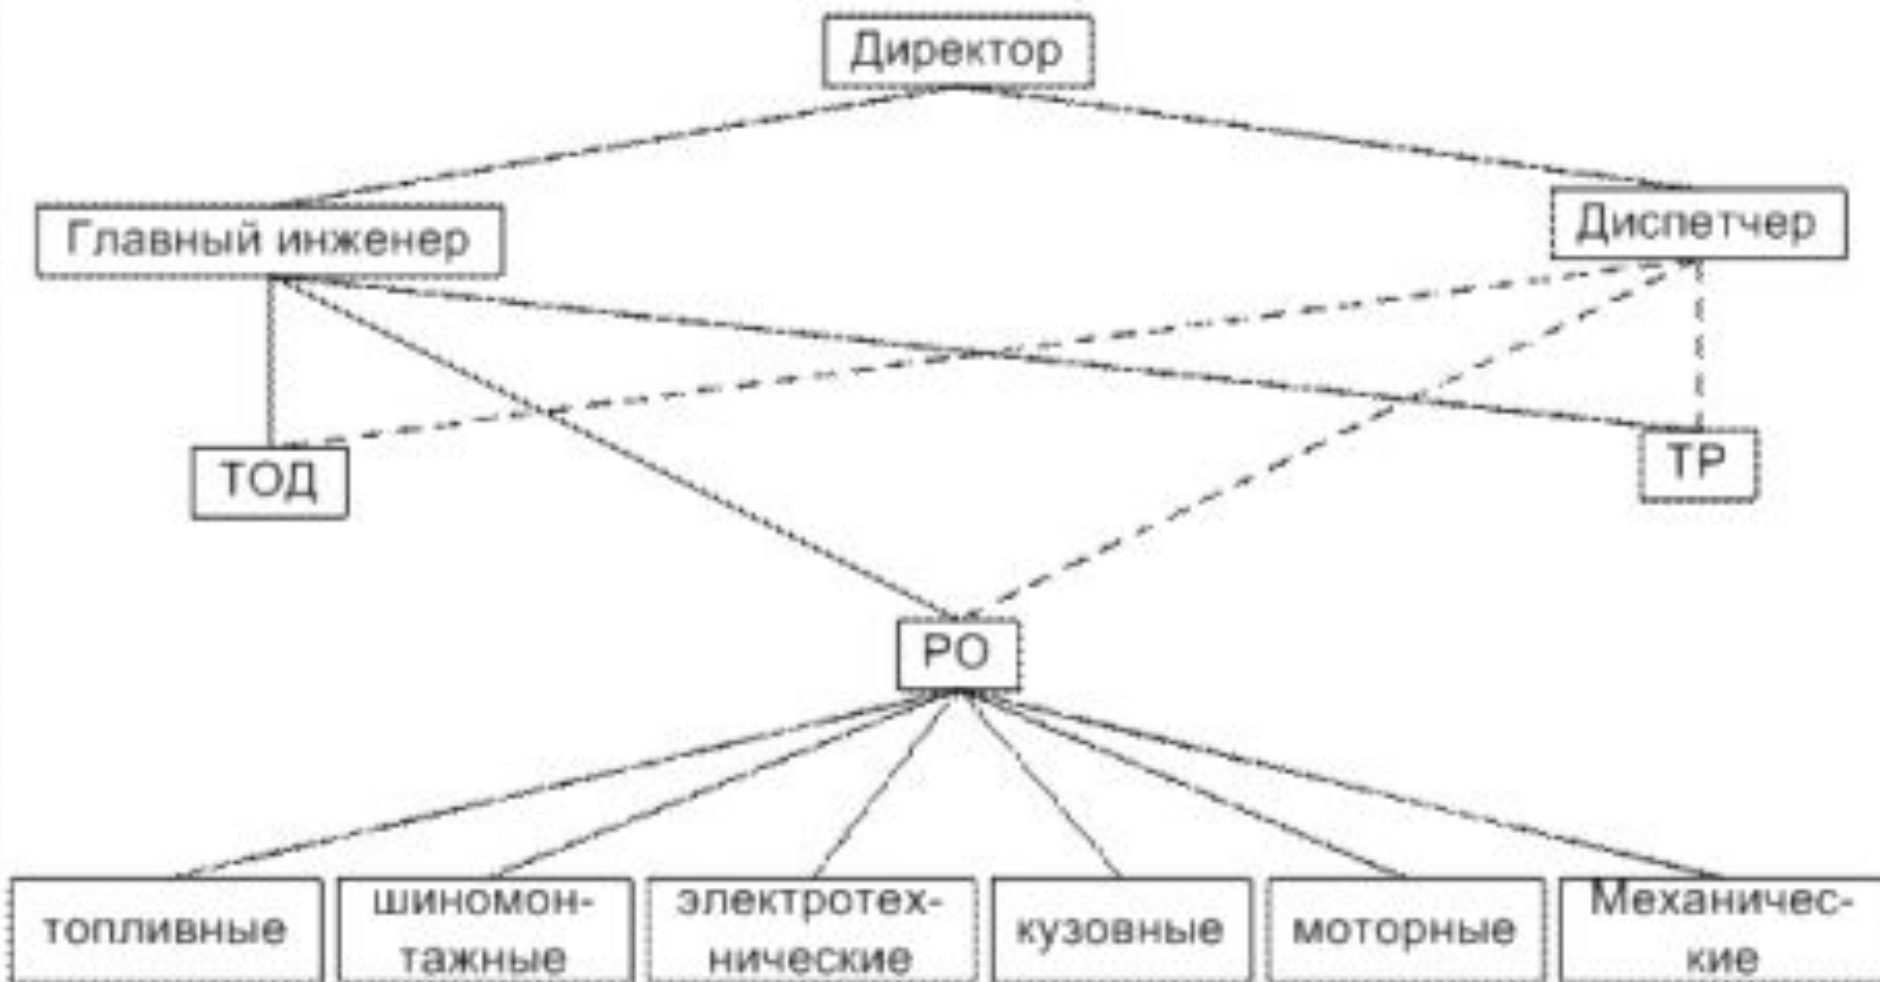 Директор
Главный инженер
Диспетчер
ТОД
ТР
РО
топливные
шиномон-
тажные
электротех-
нические
кузовные
моторные
Механичес-
кие